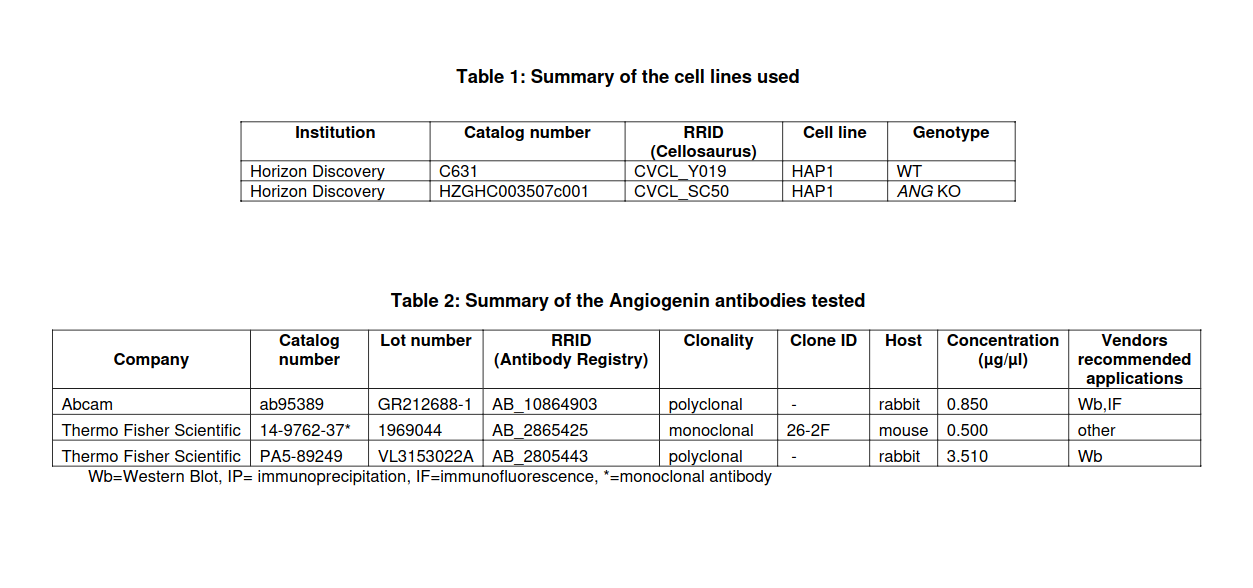 Table 1: Summary of the cell lines used
Institution Catalog number RRID (Cellosaurus) Cell line Genotype
Horizon Discovery C631 CVCL_Y019 HAP1 WT
Horizon Discovery HZGHC003507c001 CVCL_SC50 HAP1 ANG KO
Table 2: Summary of the Angiogenin antibodies tested
Company Catalog number Lot number RRID (Antibody Registry) Clonality Clone ID Host Concentration (µg/µl) Vendors recommended applications
Abcam ab95389 GR212688-1 AB_10864903 polyclonal - rabbit 0.850 Wb,IF
Thermo Fisher Scientific 14-9762-37* 1969044 AB_2865425 monoclonal 26-2F mouse 0.500 other
Thermo Fisher Scientific PA5-89249 VL3153022A AB_2805443 polyclonal - rabbit 3.510 Wb
Wb=Western Blot, IP= immunoprecipitation, IF=immunofluorescence, *=monoclonal antibody